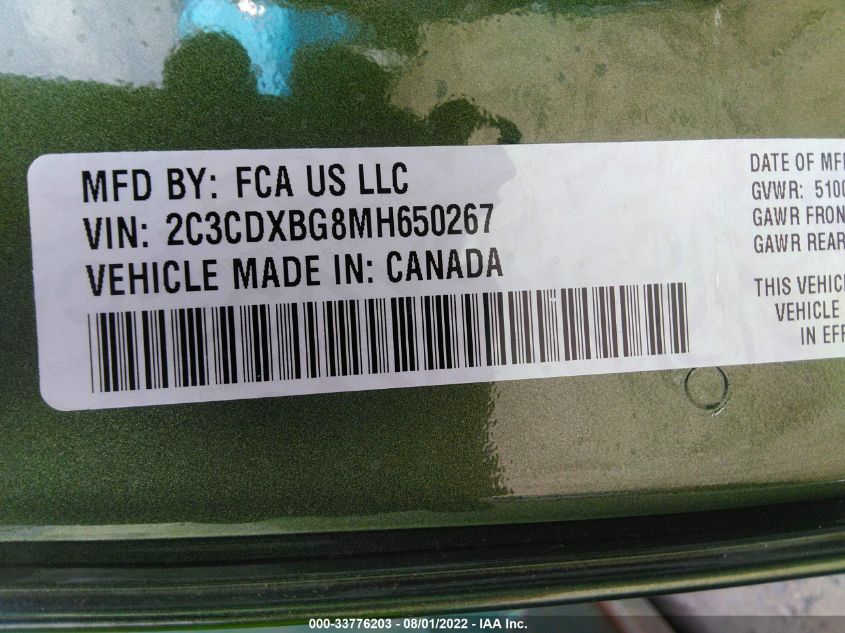 MFD BY: FCA US LLC
VIN: 2C3CDXBG8MH650267
VEHICLE MADE IN: CANADA
DATE OF MF
GVWR: 510
GAWR FRON
GAWR REAR
THIS VEHIC
VEHICLE
IN EF
000-33776203 - 08/01/2022 - IAA Inc.